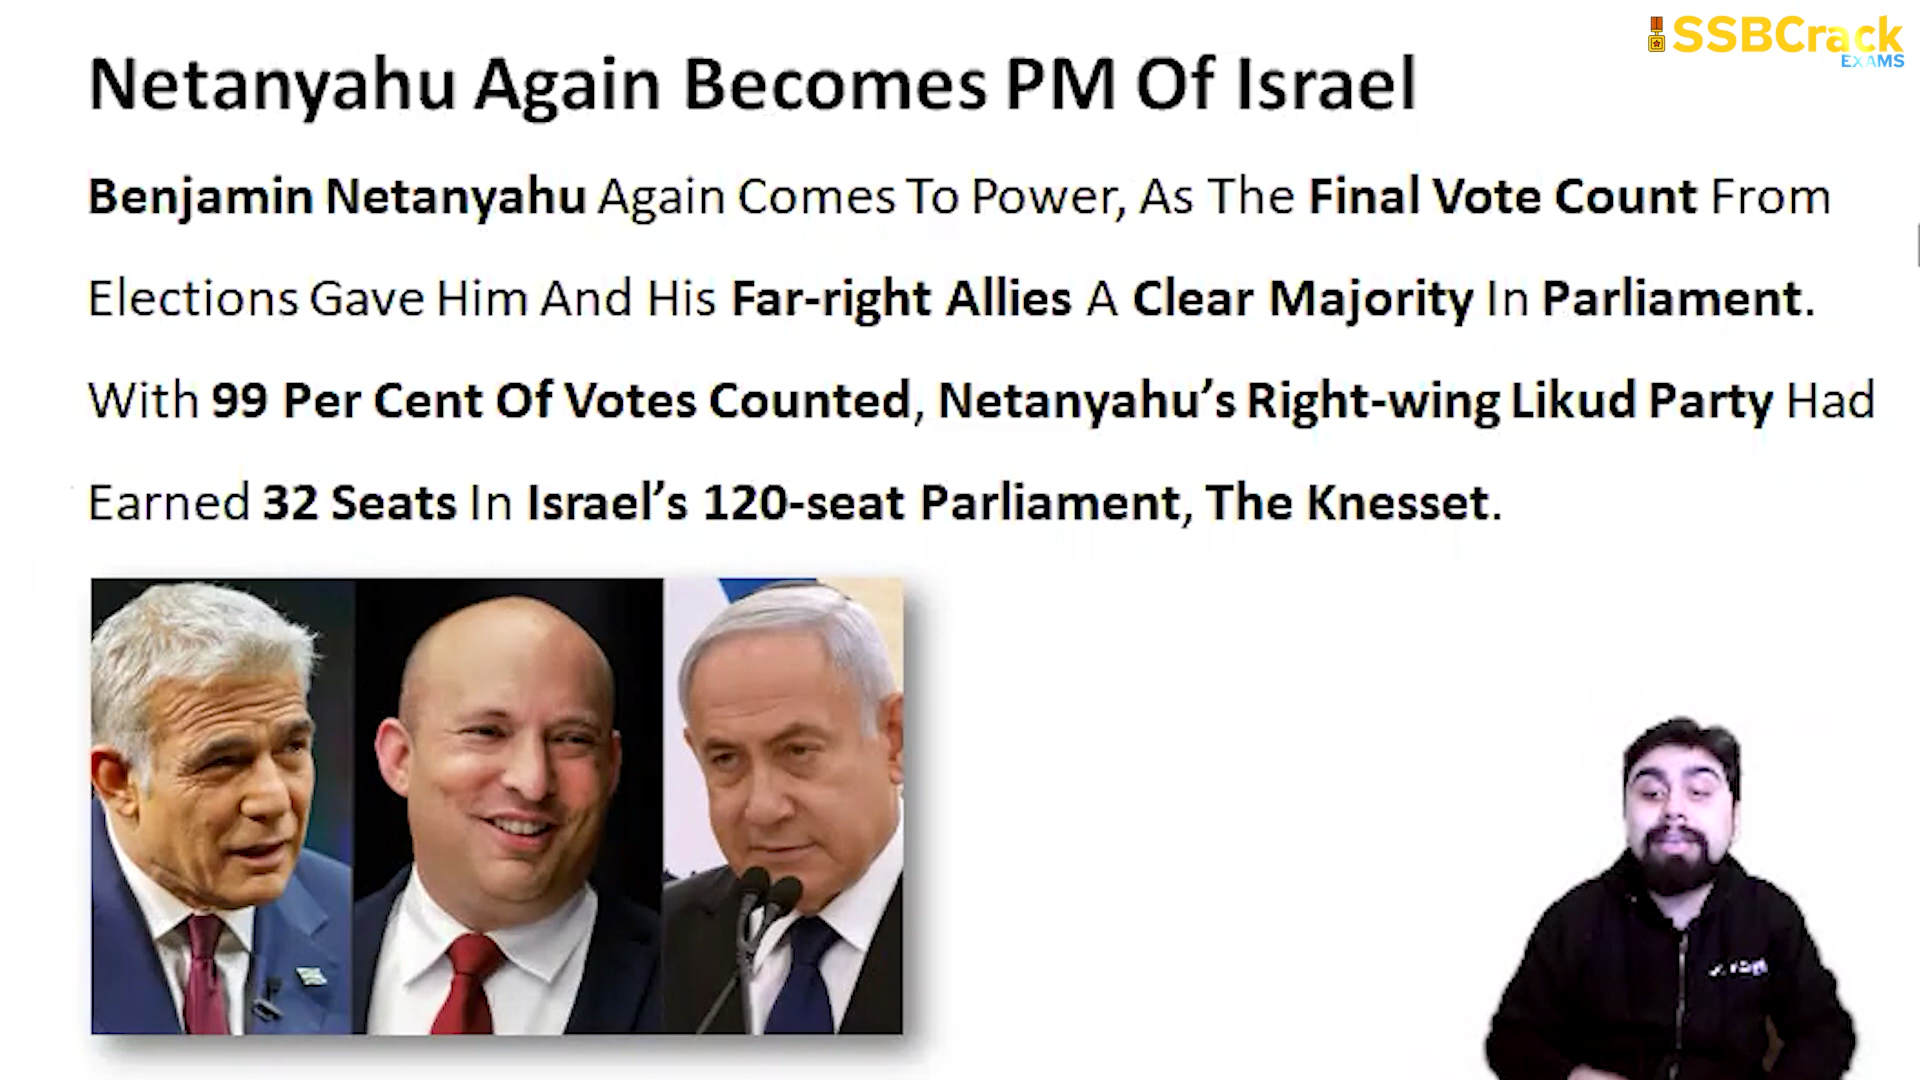 SSBCrack
EXAMS
Netanyahu Again Becomes PM Of Israel
Benjamin Netanyahu Again Comes To Power, As The Final Vote Count From
Elections Gave Him And His Far-right Allies A Clear Majority In Parliament.
With 99 Per Cent Of Votes Counted, Netanyahu’s Right-wing Likud Party Had
Earned 32 Seats In Israel’s 120-seat Parliament, The Knesset.